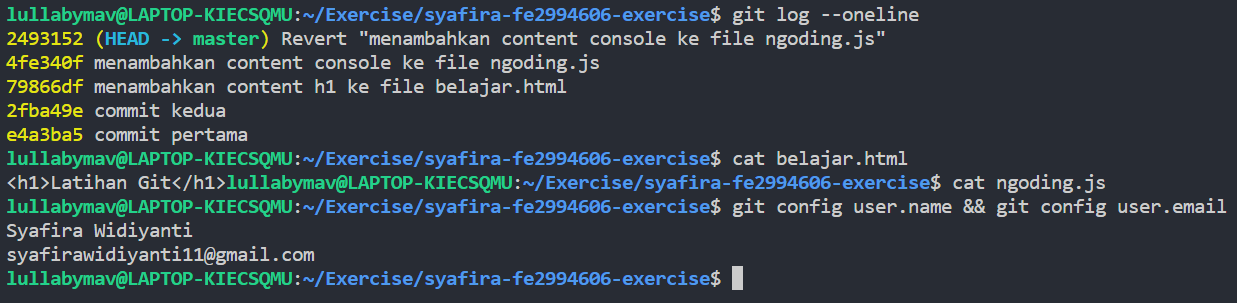 lullabymav@LAPTOP-KIECSQMU:~/Exercise/syafira-fe2994606-exercise$ git log --oneline
2493152 (HEAD -> master) Revert "menambahkan content console ke file ngoding.js"
4fe340f menambahkan content console ke file ngoding.js
79866df menambahkan content h1 ke file belajar.html
2fba49e commit kedua
e4a3ba5 commit pertama
lullabymav@LAPTOP-KIECSQMU:~/Exercise/syafira-fe2994606-exercise$ cat belajar.html
<h1>Latihan Git</h1>lullabymav@LAPTOP-KIECSQMU:~/Exercise/syafira-fe2994606-exercise$ cat ngoding.js
lullabymav@LAPTOP-KIECSQMU:~/Exercise/syafira-fe2994606-exercise$ git config user.name && git config user.email
Syafira Widiyanti
syafirawidiyanti11@gmail.com
lullabymav@LAPTOP-KIECSQMU:~/Exercise/syafira-fe2994606-exercise$